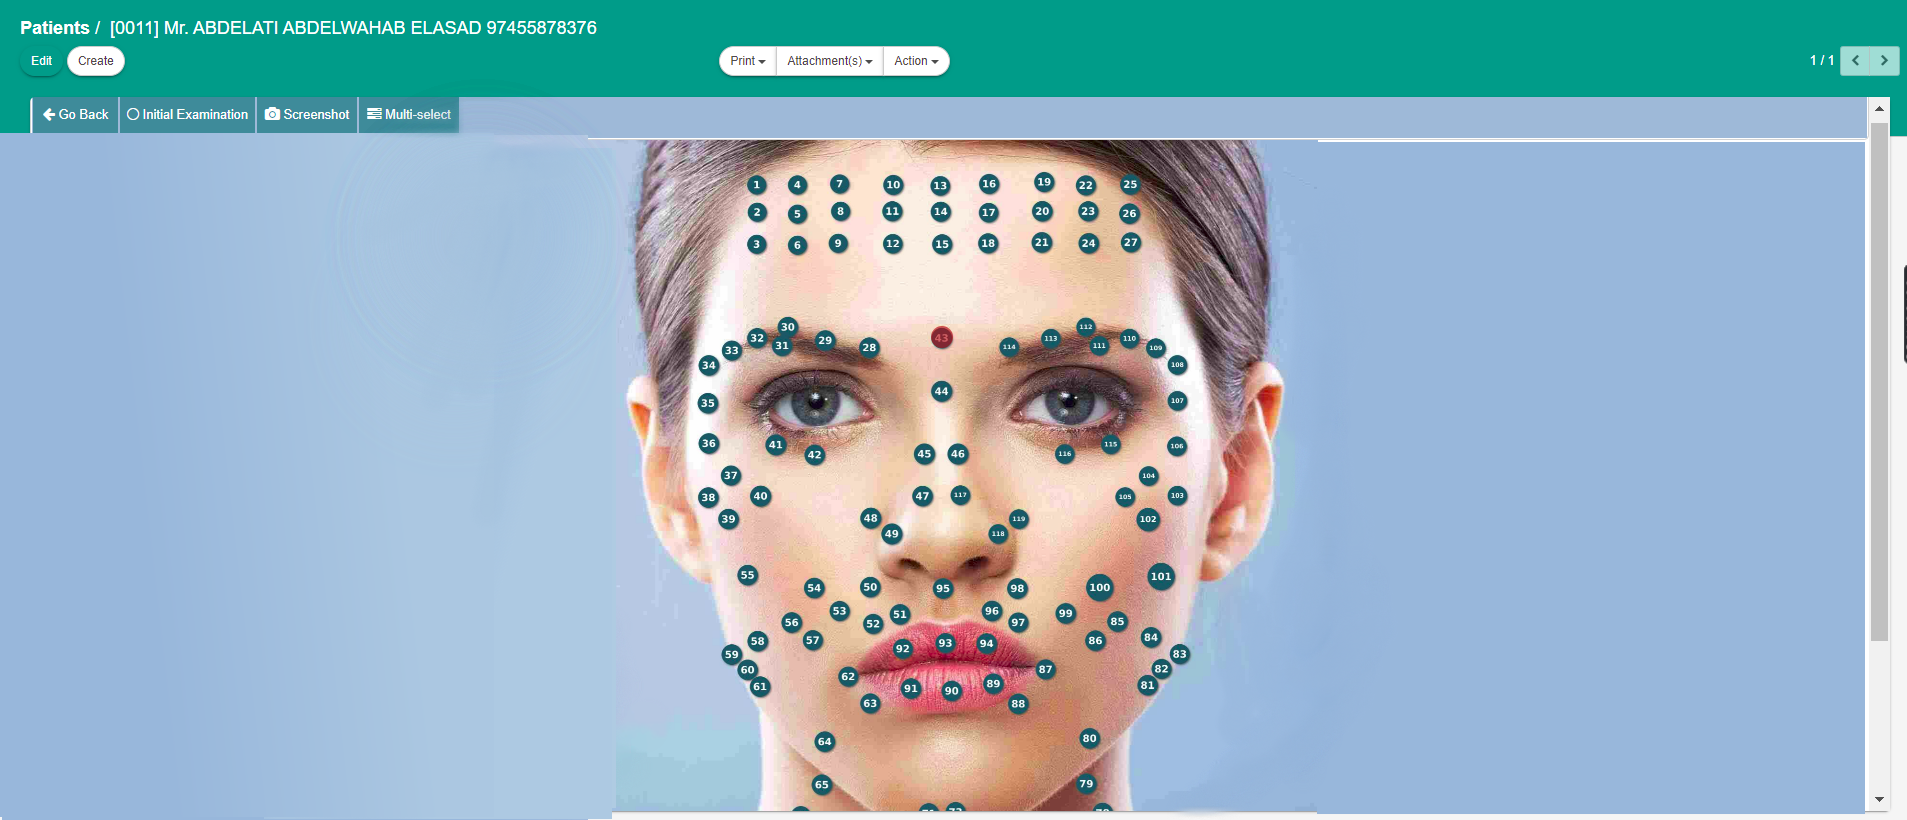 Patients / [0011] Mr. ABDELATI ABDELWAHAB ELASAD 97455878376
Edit Create Print Attachment(s) Action 1 / 1
Go Back Initial Examination Screenshot Multi-select
1 4 7 10 13 16 19 22 25
2 5 8 11 14 17 20 23 26
3 6 9 12 15 18 21 24 27
30 112
32 31 29 43 113 111 110
33 28 114 109
34 108
44
35 107
36 41 42 45 46 116 115 106
37 104
38 40 47 117 105 103
39 48 119 102
49 118
55 101
54 50 95 98 100
53 51 96 99
56 52 97 85
58 57 92 93 94 86 84
59 83
60 62 87 82
61 91 90 89 81
63 88
64 80
65 79